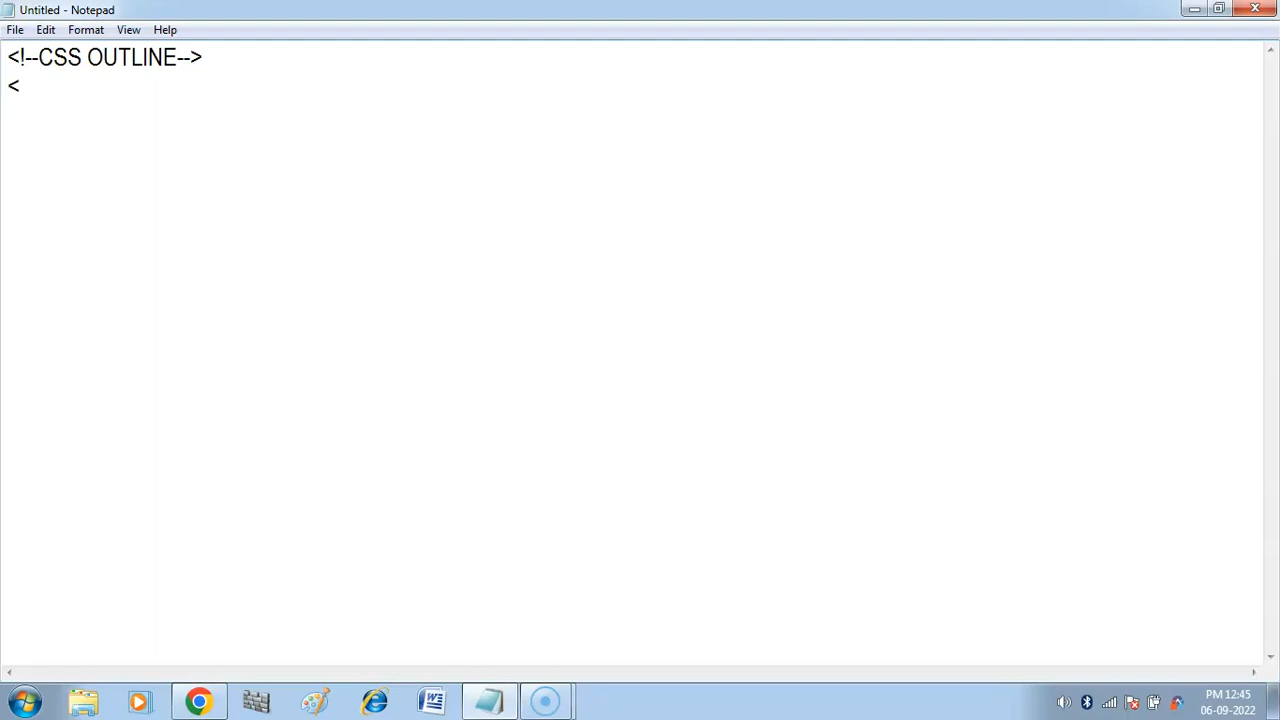 Untitled - Notepad
File Edit Format View Help
<!--CSS OUTLINE-->
<
PM 12:45
06-09-2022